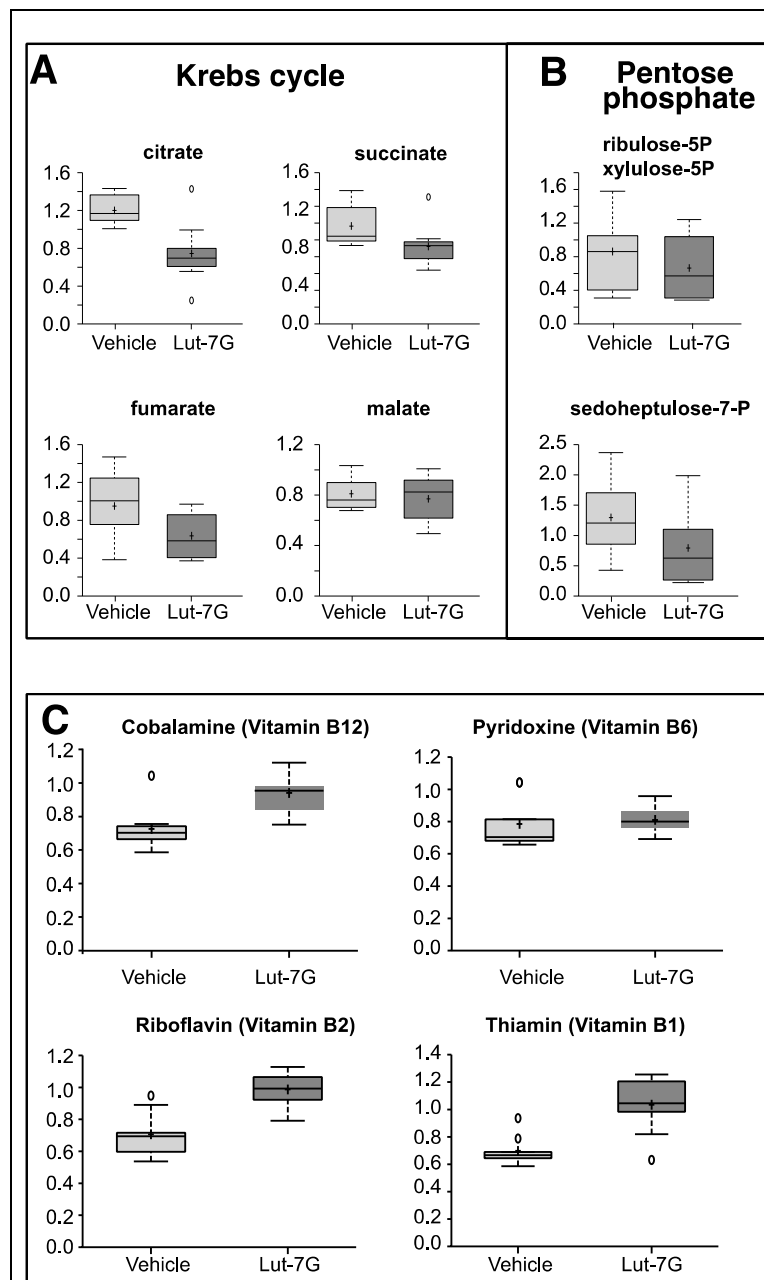 A
Krebs cycle
citrate
1.6
1.2
0.8
0.4
0.0
Vehicle Lut-7G
succinate
1.6
1.2
0.8
0.4
0.0
Vehicle Lut-7G
fumarate
1.6
1.2
0.8
0.4
0.0
Vehicle Lut-7G
malate
1.2
0.8
0.4
0.0
Vehicle Lut-7G
B
Pentose
phosphate
ribulose-5P
xylulose-5P
1.6
1.2
0.8
0.4
0.0
Vehicle Lut-7G
sedoheptulose-7-P
2.5
2.0
1.5
1.0
0.5
0.0
Vehicle Lut-7G
C
Cobalamine (Vitamin B12)
1.2
1.0
0.8
0.6
0.4
0.2
0.0
Vehicle Lut-7G
Pyridoxine (Vitamin B6)
1.2
1.0
0.8
0.6
0.4
0.2
0.0
Vehicle Lut-7G
Riboflavin (Vitamin B2)
1.2
1.0
0.8
0.6
0.4
0.2
0.0
Vehicle Lut-7G
Thiamin (Vitamin B1)
1.4
1.2
1.0
0.8
0.6
0.4
0.2
0.0
Vehicle Lut-7G